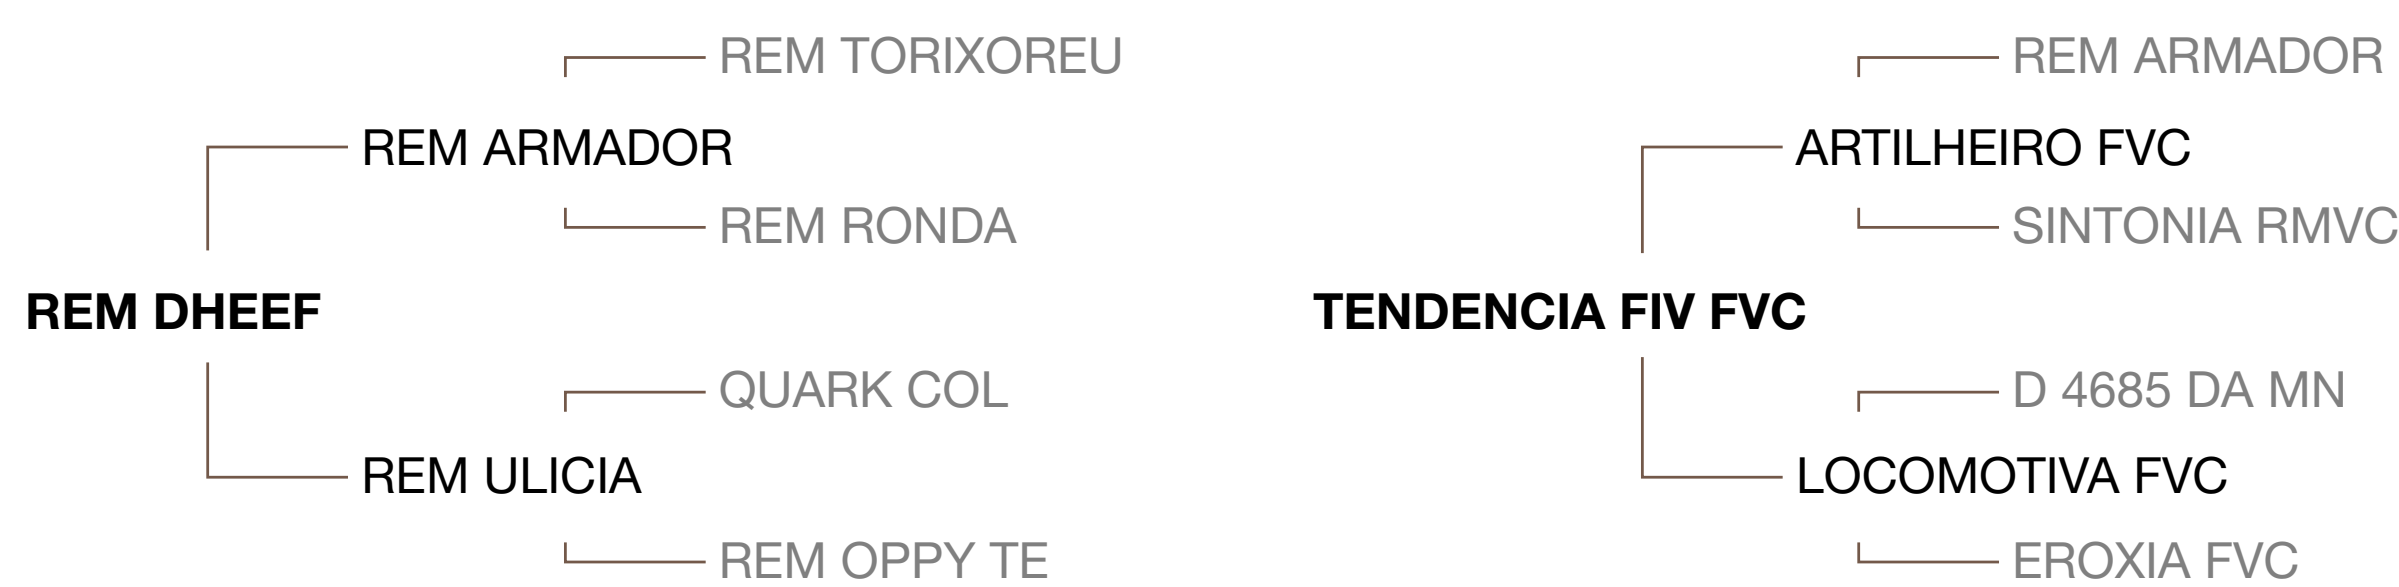 REM TORIXOREU
REM ARMADOR
REM RONDA
REM DHEEF
QUARK COL
REM ULICIA
REM OPPY TE
REM ARMADOR
ARTILHEIRO FVC
SINTONIA RMVC
TENDENCIA FIV FVC
D 4685 DA MN
LOCOMOTIVA FVC
EROXIA FVC